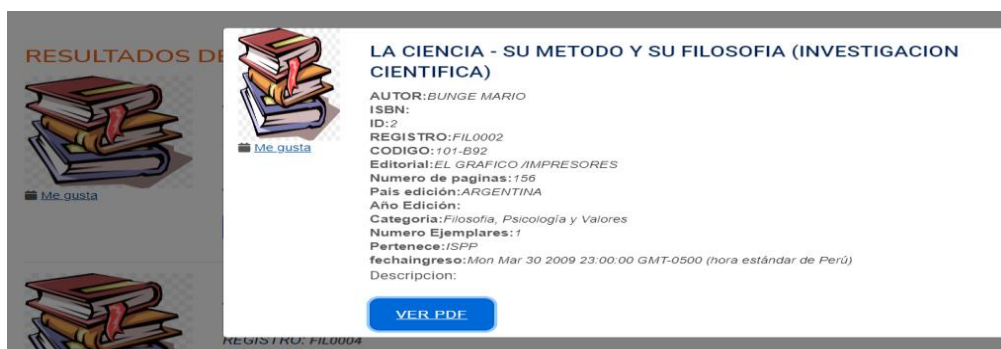 RESULTADOS DE
LA CIENCIA - SU METODO Y SU FILOSOFIA (INVESTIGACION
CIENTIFICA)
AUTOR:BUNGE MARIO
ISBN:
ID:2
REGISTRO:FIL0002
CODIGO:101-B92
Editorial:EL GRAFICO /IMPRESORES
Numero de paginas:156
Pais edición:ARGENTINA
Año Edición:
Categoria:Filosofia, Psicología y Valores
Numero Ejemplares:1
Pertenece:ISPP
fechaingreso:Mon Mar 30 2009 23:00:00 GMT-0500 (hora estándar de Perú)
Descripcion:
VER PDF
Me gusta
Me gusta
REGISTRO: FIL0004